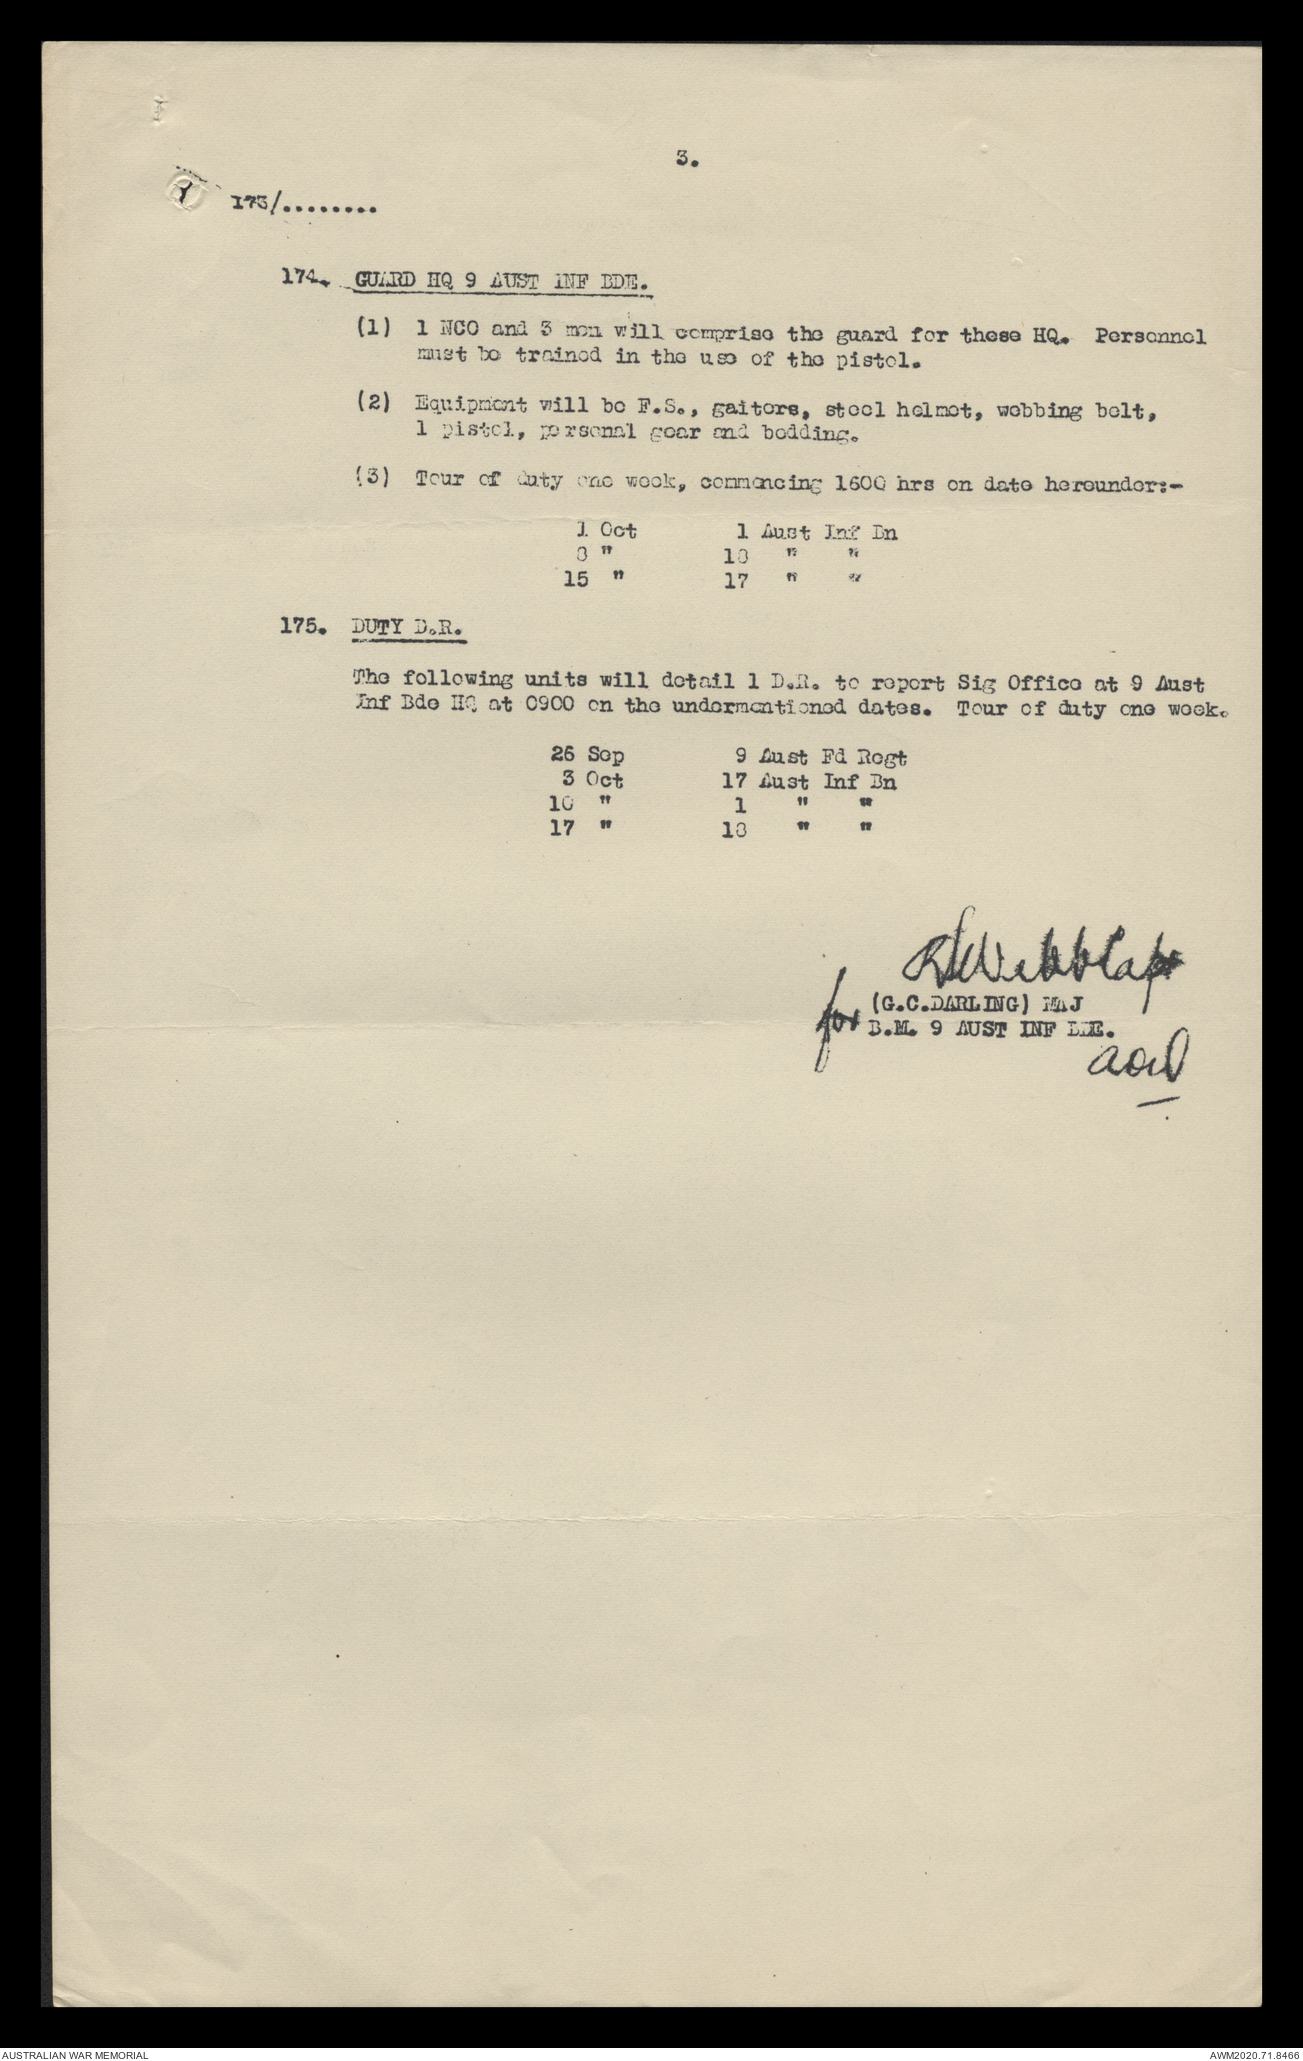 3.
173/........
174. GUARD HQ 9 AUST INF BDE.
(1) 1 NCO and 3 men will comprise the guard for these HQ. Personnel
must be trained in the use of the pistol.
(2) Equipment will be F.S., gaiters, steel helmet, webbing belt,
1 pistol, personal gear and bedding.
(3) Tour of duty one week, commencing 1600 hrs on date hereunder:-
1 Oct 1 Aust Inf Bn
8 " 18 " "
15 " 17 " "
175. DUTY D.R.
The following units will detail 1 D.R. to report Sig Office at 9 Aust
Inf Bde HQ at 0900 on the undermentioned dates. Tour of duty one week.
26 Sep 9 Aust Fd Regt
3 Oct 17 Aust Inf Bn
10 " 1 " "
17 " 18 " "
Webb Capt
for (G.C.DARLING) MAJ
B.M. 9 AUST INF BDE.
AUSTRALIAN WAR MEMORIAL
AWM2020.71.8466